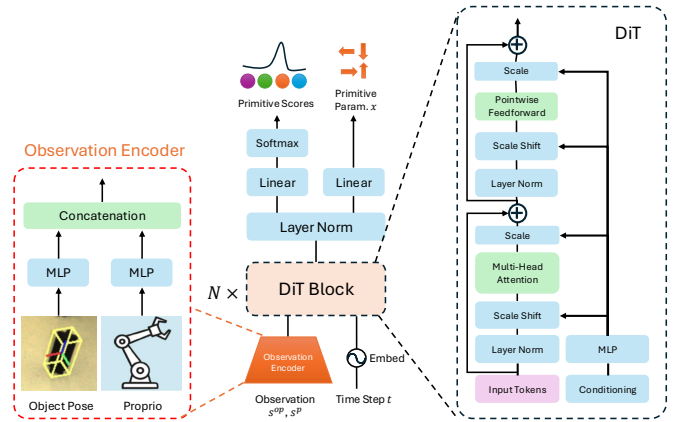 Observation Encoder
Concatenation
MLP
MLP
Object Pose
Proprio
Primitive Scores
Primitive
Param. x
Softmax
Linear
Linear
Layer Norm
N ×
DiT Block
Observation
Encoder
Embed
Observation
s^op, s^p
Time Step t
DiT
Scale
Pointwise
Feedforward
Scale Shift
Layer Norm
Scale
Multi-Head
Attention
Scale Shift
Layer Norm
MLP
Input Tokens
Conditioning